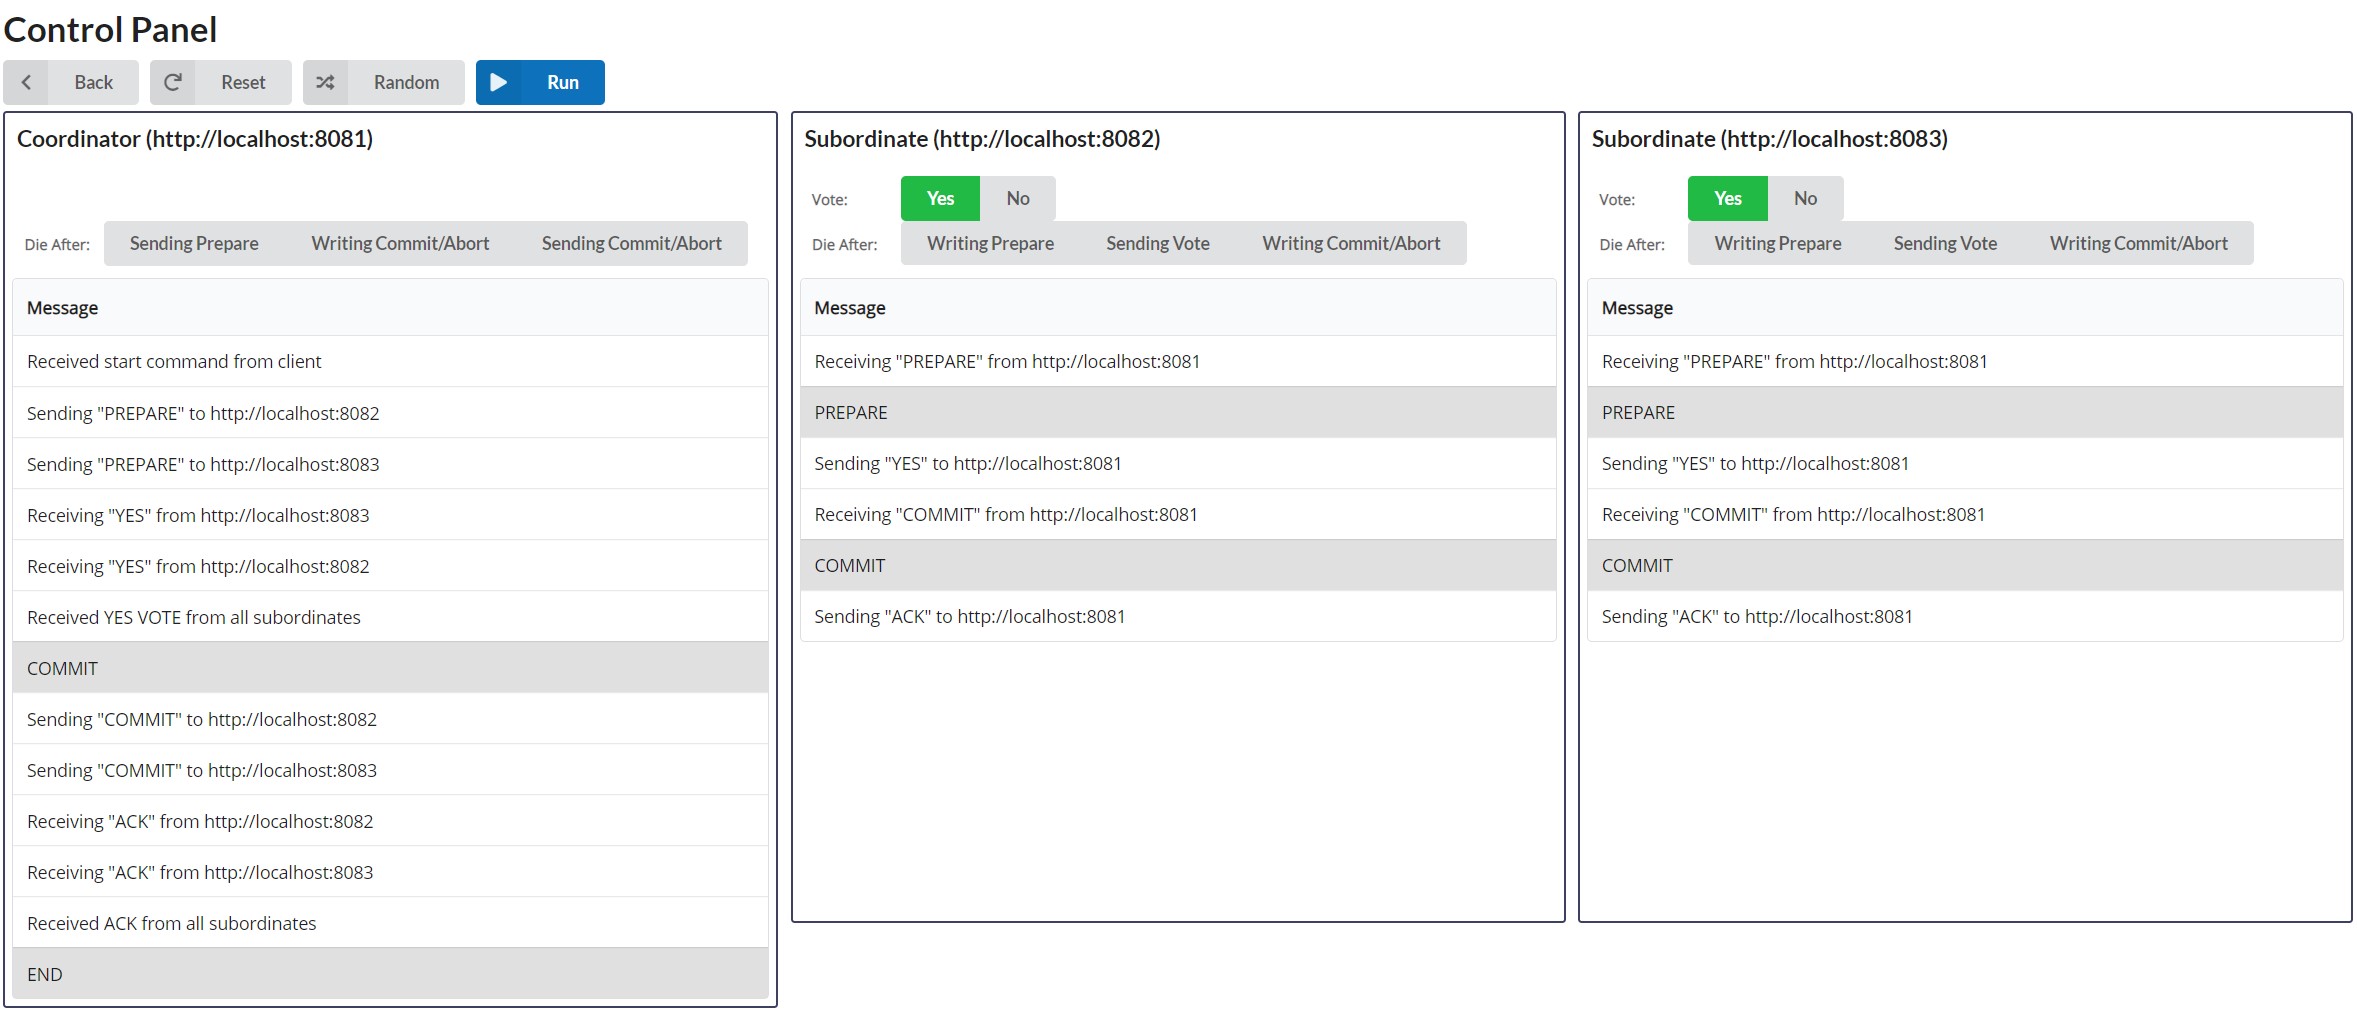 Control Panel
Back Reset Random Run
Coordinator (http://localhost:8081)
Die After: Sending Prepare Writing Commit/Abort Sending Commit/Abort
Message
Received start command from client
Sending "PREPARE" to http://localhost:8082
Sending "PREPARE" to http://localhost:8083
Receiving "YES" from http://localhost:8083
Receiving "YES" from http://localhost:8082
Received YES VOTE from all subordinates
COMMIT
Sending "COMMIT" to http://localhost:8082
Sending "COMMIT" to http://localhost:8083
Receiving "ACK" from http://localhost:8082
Receiving "ACK" from http://localhost:8083
Received ACK from all subordinates
END
Subordinate (http://localhost:8082)
Vote: Yes No
Die After: Writing Prepare Sending Vote Writing Commit/Abort
Message
Receiving "PREPARE" from http://localhost:8081
PREPARE
Sending "YES" to http://localhost:8081
Receiving "COMMIT" from http://localhost:8081
COMMIT
Sending "ACK" to http://localhost:8081
Subordinate (http://localhost:8083)
Vote: Yes No
Die After: Writing Prepare Sending Vote Writing Commit/Abort
Message
Receiving "PREPARE" from http://localhost:8081
PREPARE
Sending "YES" to http://localhost:8081
Receiving "COMMIT" from http://localhost:8081
COMMIT
Sending "ACK" to http://localhost:8081